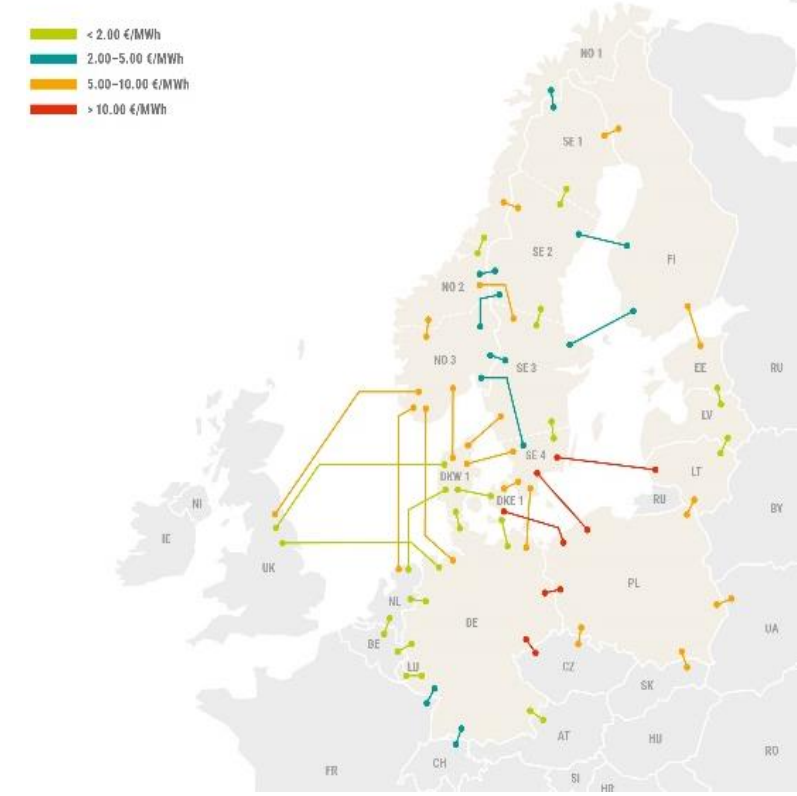 < 2.00 €/MWh
2.00–5.00 €/MWh
5.00–10.00 €/MWh
> 10.00 €/MWh
NO 1
SE 1
SE 2
FI
NO 2
NO 3
SE 3
EE
RU
LV
SE 4
LT
DKW 1
DKE 1
RU
NI
BY
IE
UK
PL
NL
DE
UA
BE
LU
CZ
SK
AT
HU
CH
RO
FR
SI
HR